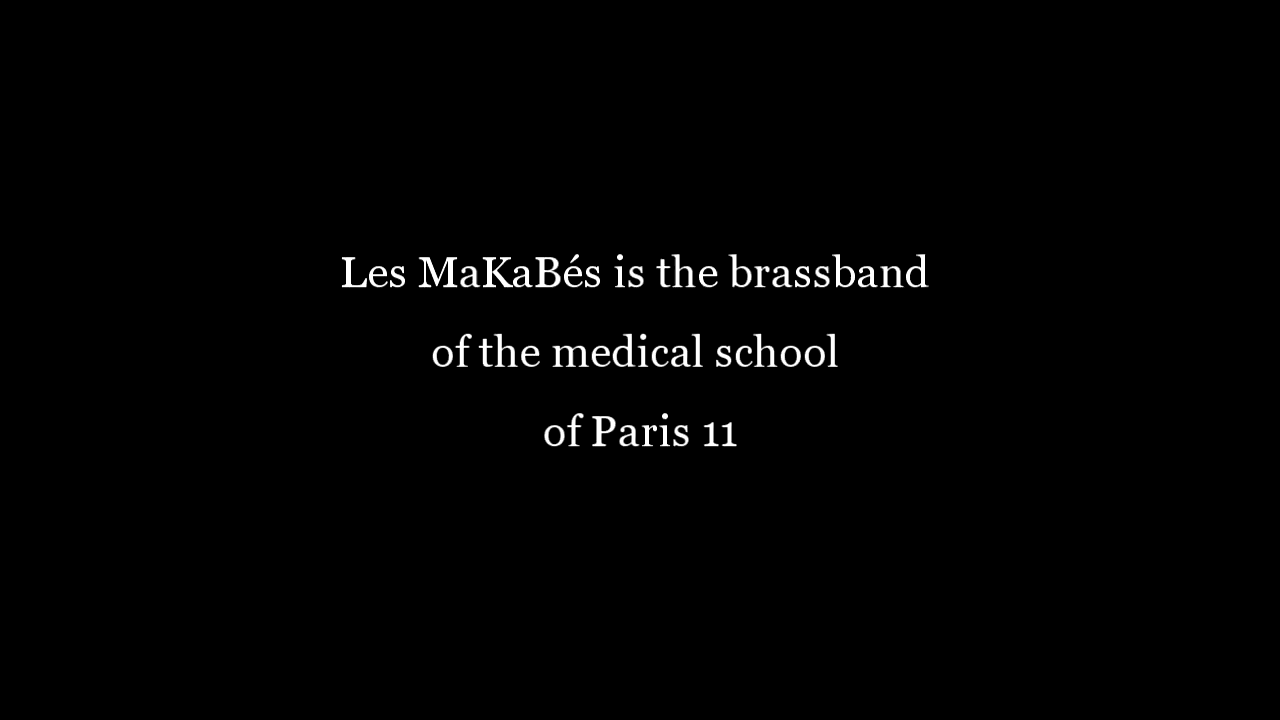 Les MaKaBés is the brassband
of the medical school
of Paris 11